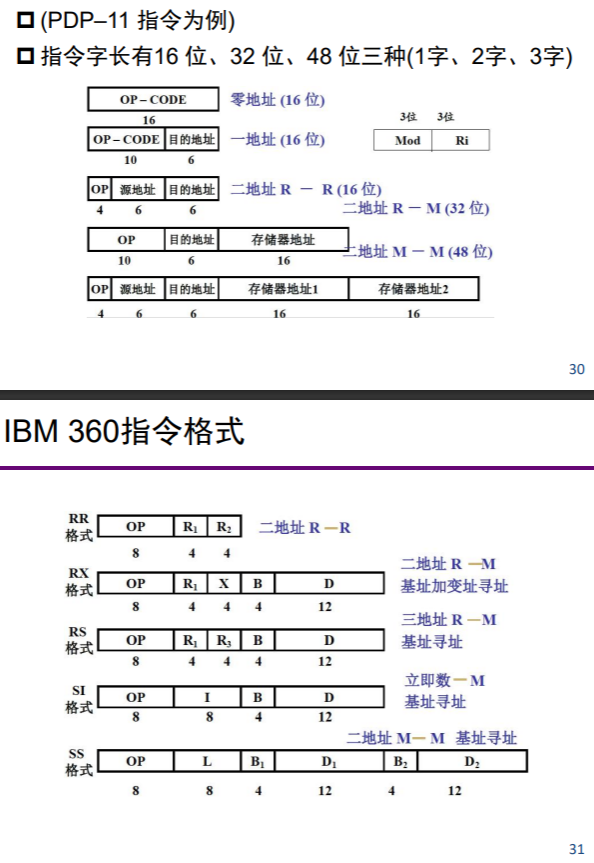 (PDP–11 指令为例)
指令字长有16 位、32 位、48 位三种(1字、2字、3字)
OP – CODE 零地址 (16 位)
16
3位 3位
OP – CODE 目的地址 一地址 (16 位) Mod Ri
10 6
OP 源地址 目的地址 二地址 R — R (16 位)
4 6 6 二地址 R — M (32 位)
OP 目的地址 存储器地址
10 6 16 二地址 M — M (48 位)
OP 源地址 目的地址 存储器地址1 存储器地址2
4 6 6 16 16
30
IBM 360指令格式
RR
格式 OP R₁ R₂ 二地址 R —R
8 4 4
二地址 R —M
RX
格式 OP R₁ X B D 基址加变址寻址
8 4 4 4 12
三地址 R —M
RS
格式 OP R₁ R₃ B D 基址寻址
8 4 4 4 12
立即数 — M
SI
格式 OP I B D 基址寻址
8 8 4 12
二地址 M— M 基址寻址
SS
格式 OP L B₁ D₁ B₂ D₂
8 8 4 12 4 12
31